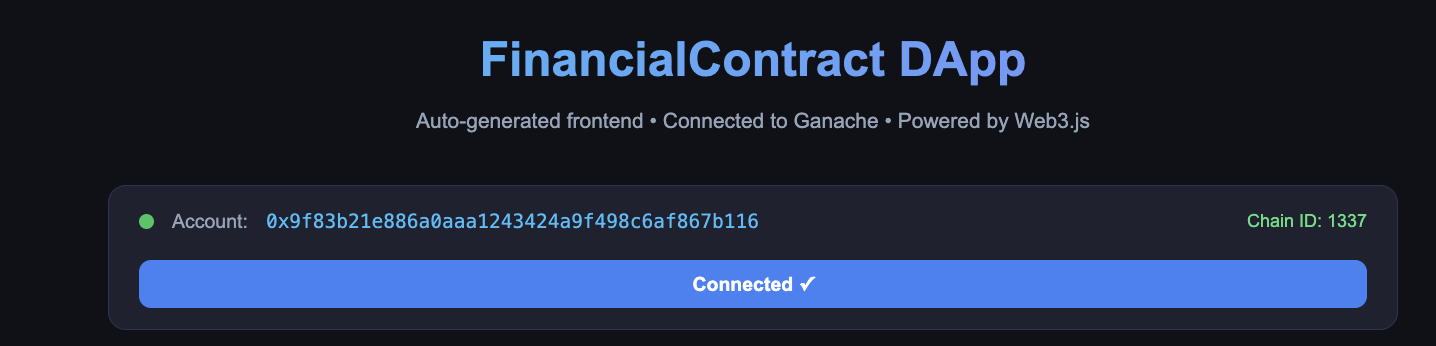 FinancialContract DApp
Auto-generated frontend • Connected to Ganache • Powered by Web3.js
Account: 0x9f83b21e886a0aaa1243424a9f498c6af867b116 Chain ID: 1337
Connected ✓